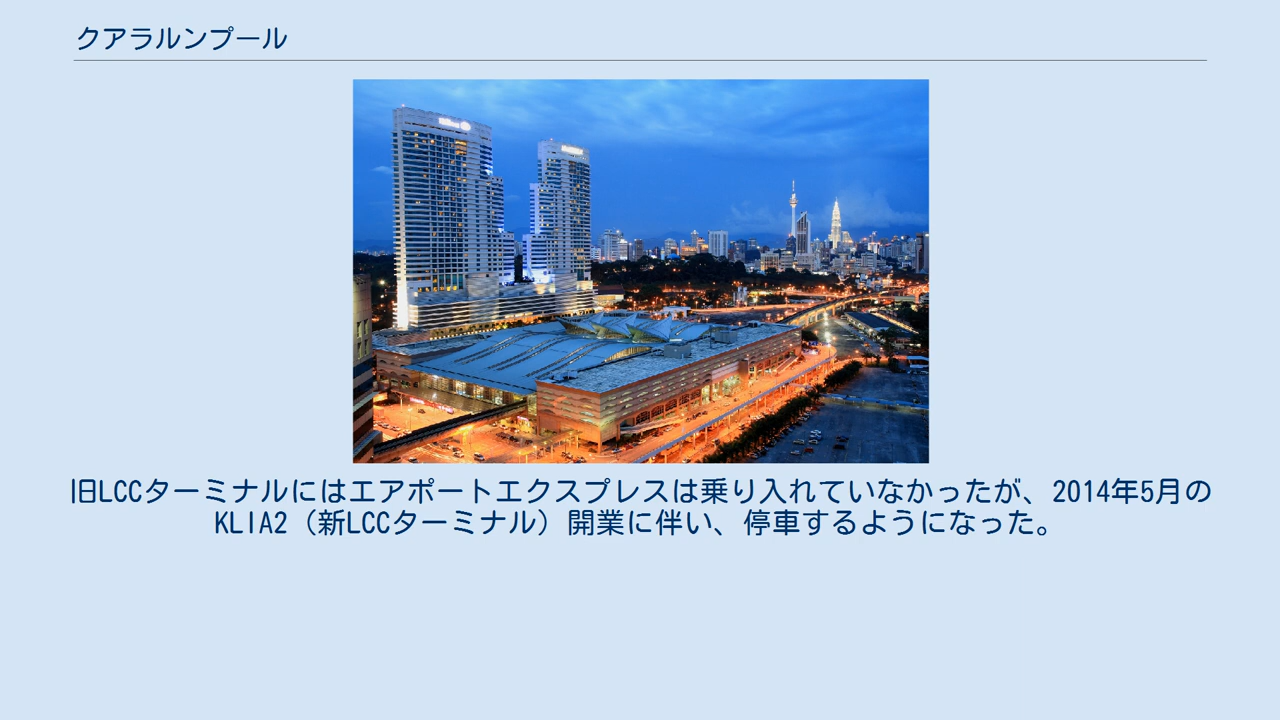 クアラルンプール
旧LCCターミナルにはエアポートエクスプレスは乗り入れていなかったが、2014年5月の
KLIA2（新LCCターミナル）開業に伴い、停車するようになった。